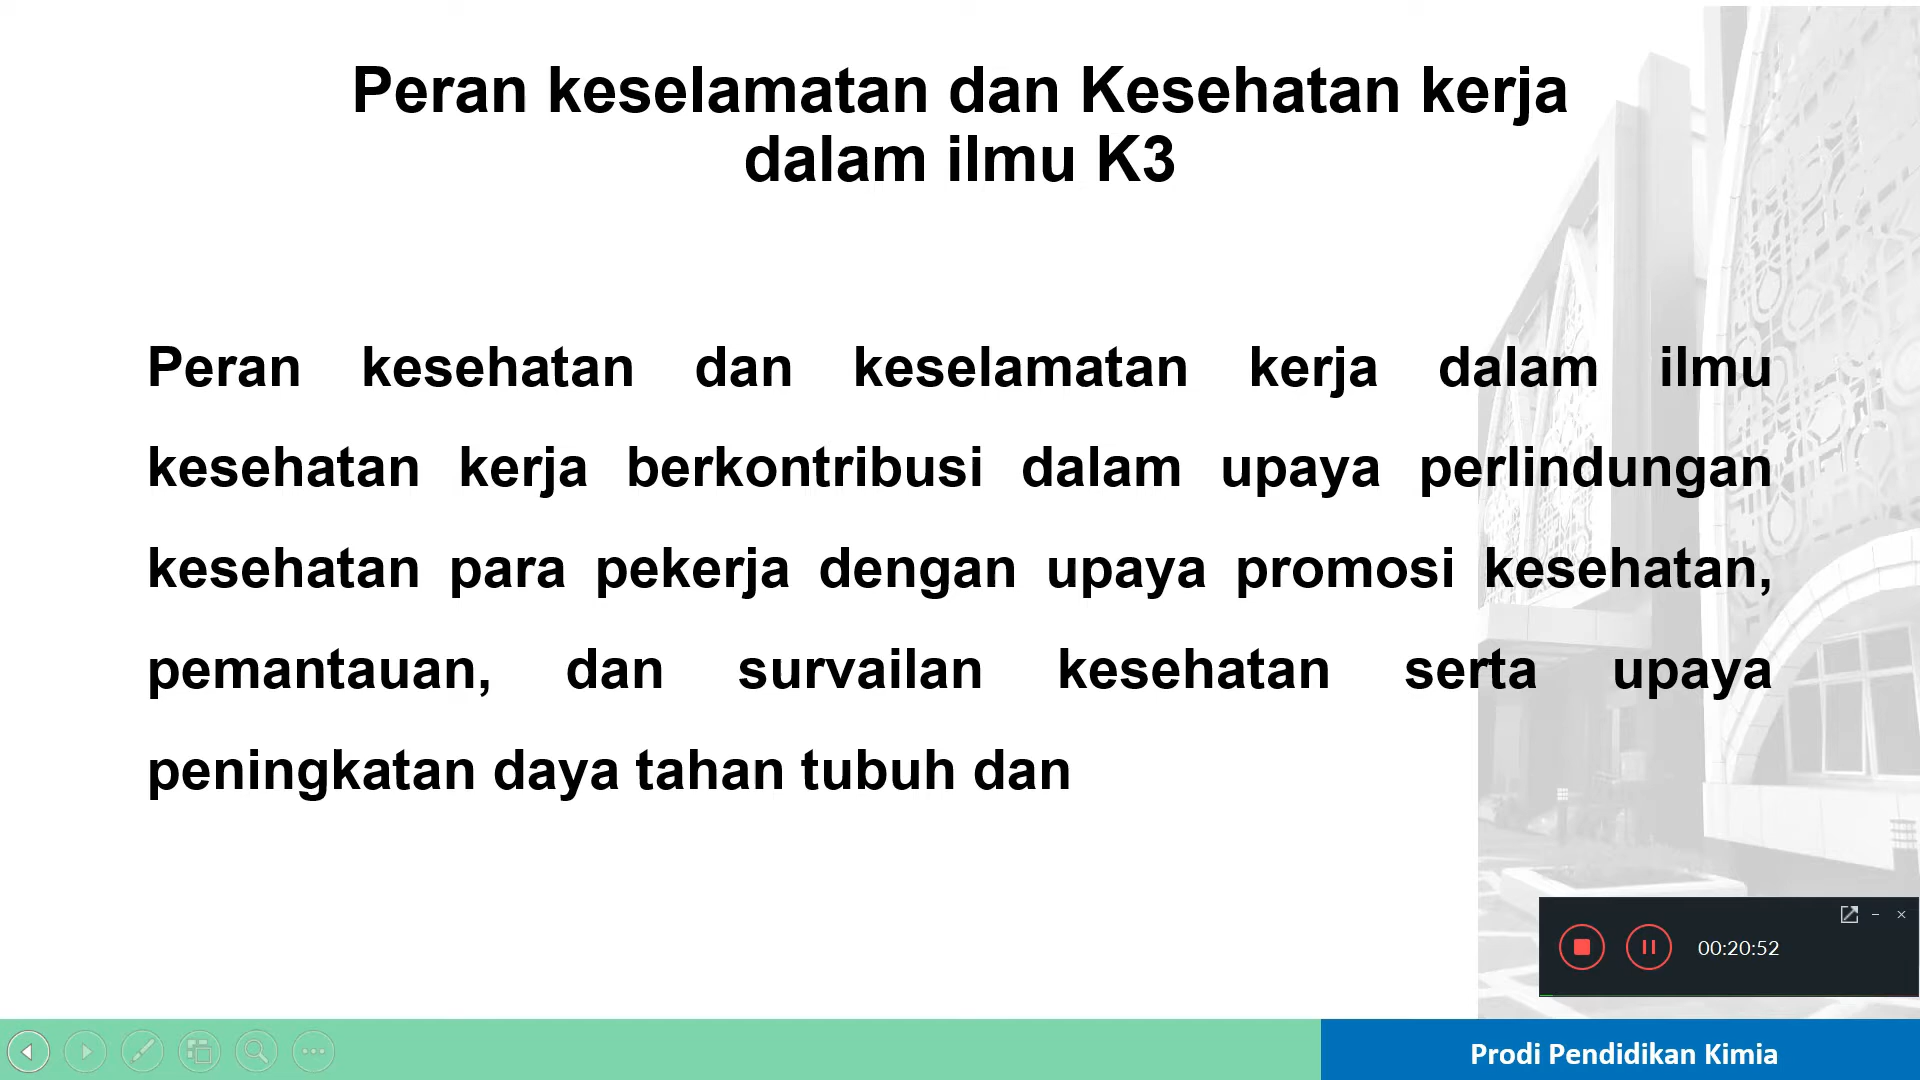 Peran keselamatan dan Kesehatan kerja
dalam ilmu K3
Peran kesehatan dan keselamatan kerja dalam ilmu
kesehatan kerja berkontribusi dalam upaya perlindungan
kesehatan para pekerja dengan upaya promosi kesehatan,
pemantauan, dan survailan kesehatan serta upaya
peningkatan daya tahan tubuh dan
00:20:52
Prodi Pendidikan Kimia